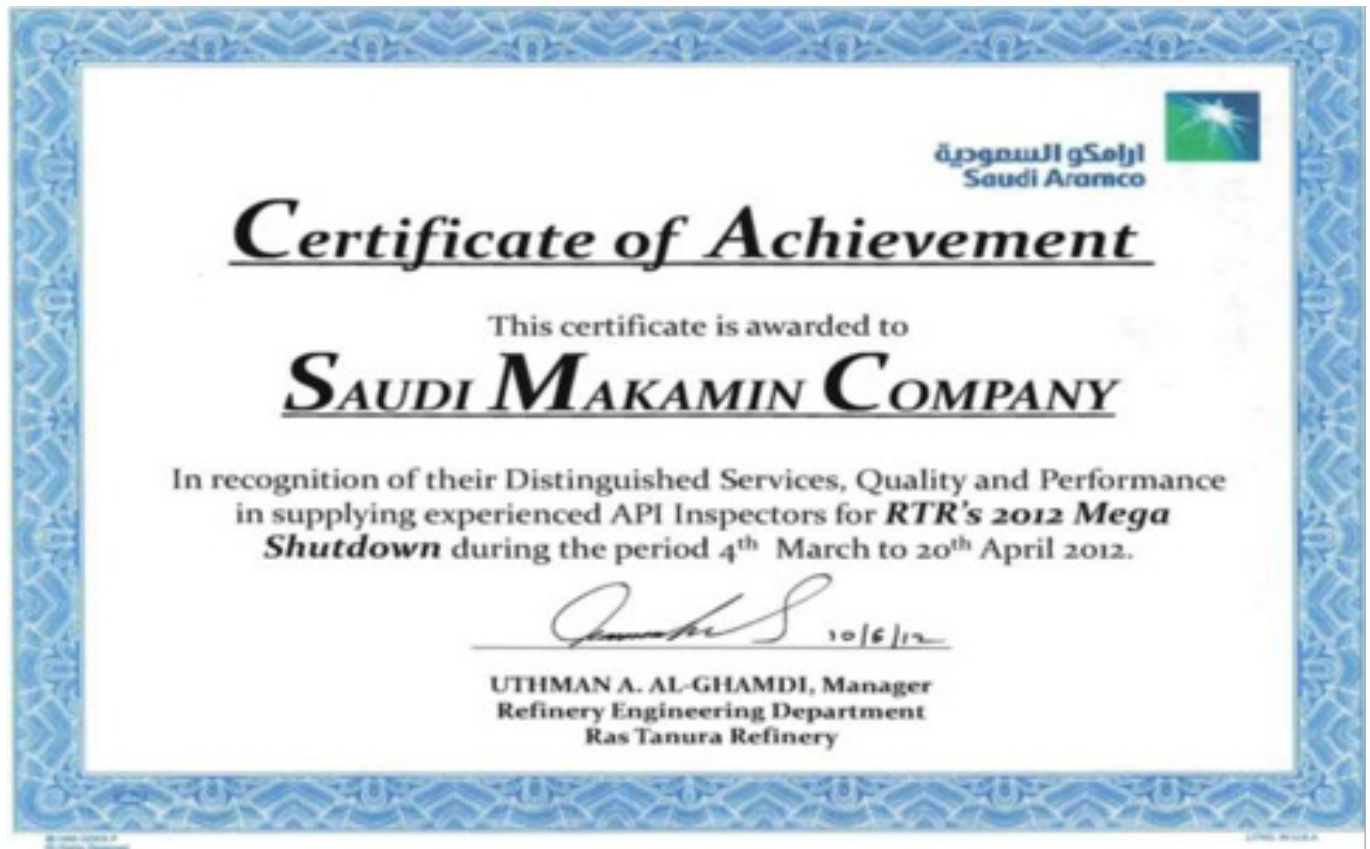 ارامكو السعودية
Saudi Aramco
Certificate of Achievement
This certificate is awarded to
SAUDI MAKAMIN COMPANY
In recognition of their Distinguished Services, Quality and Performance
in supplying experienced API Inspectors for RTR's 2012 Mega
Shutdown during the period 4th March to 20th April 2012.
10/6/12
UTHMAN A. AL-GHAMDI, Manager
Refinery Engineering Department
Ras Tanura Refinery